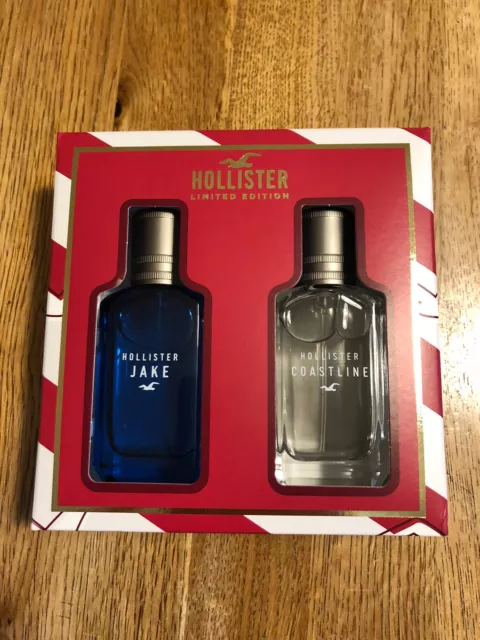 HOLLISTER
LIMITED EDITION
HOLLISTER
JAKE
HOLLISTER
COASTLINE